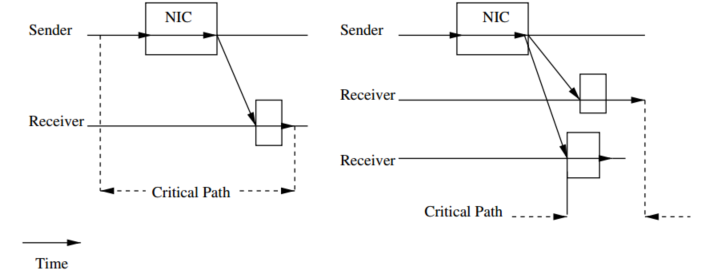 NIC
Sender
Receiver
Critical Path
Time
NIC
Sender
Receiver
Receiver
Critical Path